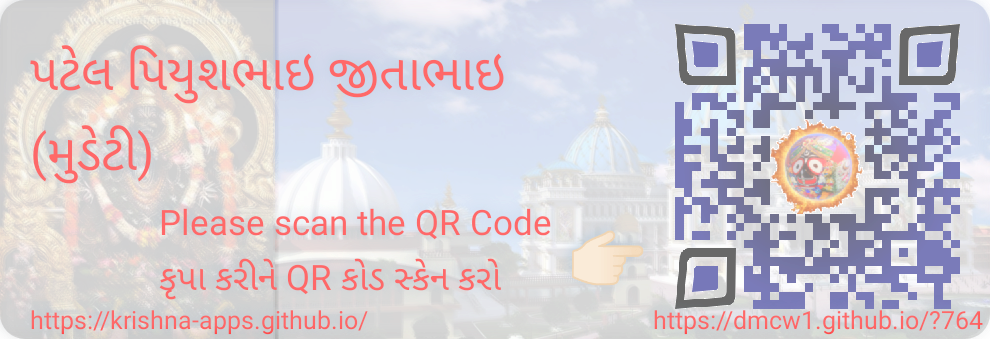 પટેલ પિયુશભાઇ જીતાભાઇ
(મુડેટી)
Please scan the QR Code
કૃપા કરીને QR કોડ સ્કેન કરો
https://krishna-apps.github.io/
https://dmcw1.github.io/?764